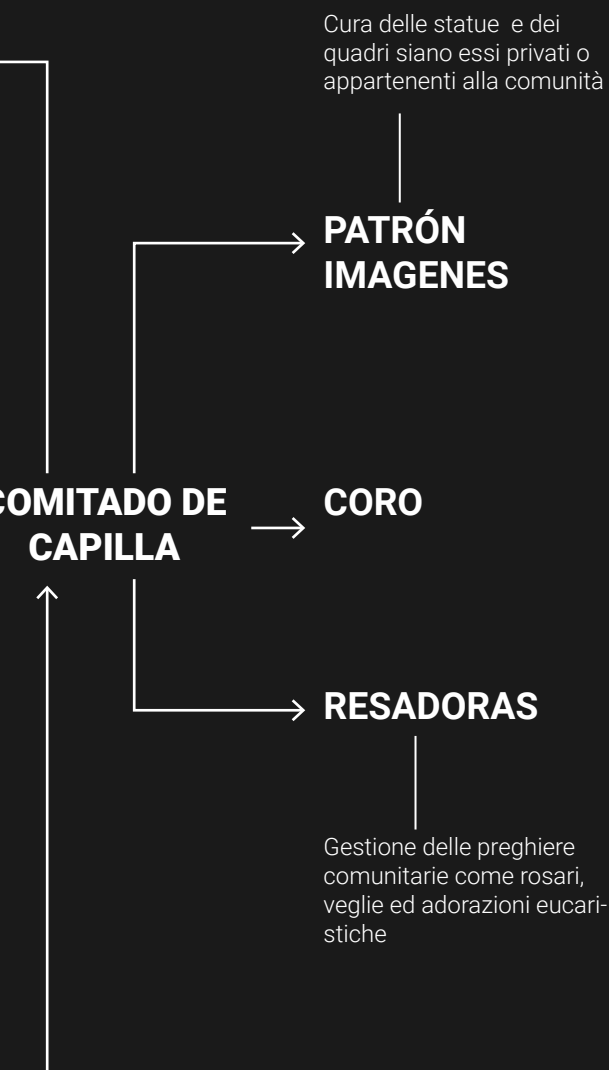 Cura delle statue e dei
quadri siano essi privati o
appartenenti alla comunità
PATRÓN
IMAGENES
COMITADO DE
CAPILLA
CORO
RESADORAS
Gestione delle preghiere
comunitarie come rosari,
veglie ed adorazioni eucari-
stiche